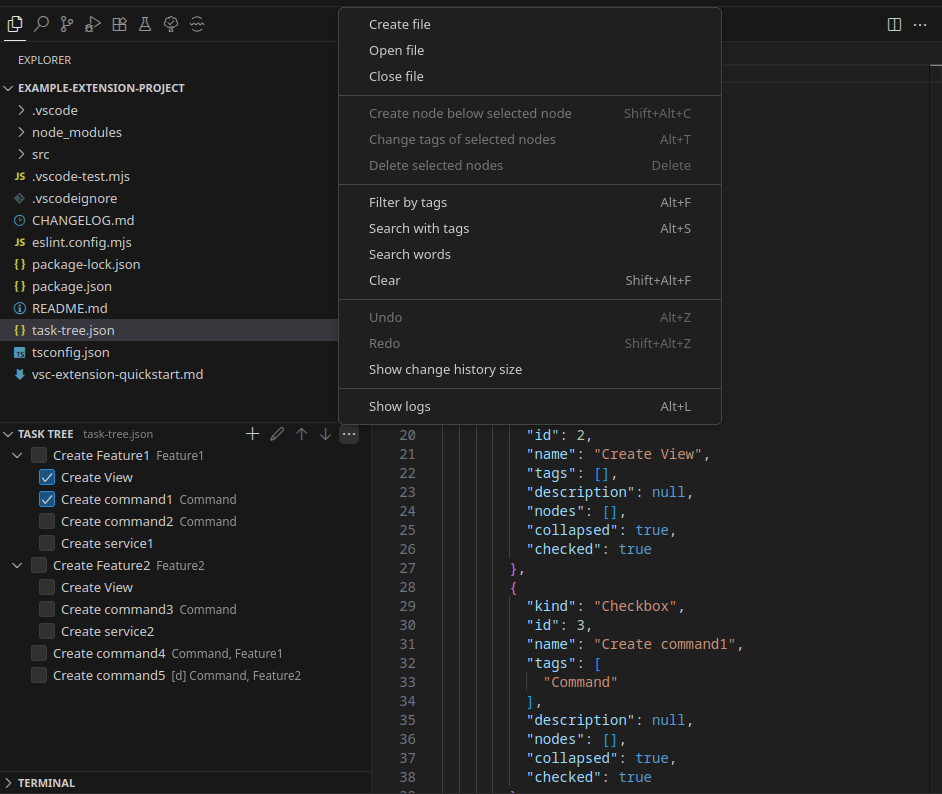 EXPLORER
EXAMPLE-EXTENSION-PROJECT
.vscode
node_modules
src
JS .vscode-test.mjs
.vscodeignore
CHANGELOG.md
JS eslint.config.mjs
{} package-lock.json
{} package.json
README.md
{} task-tree.json
TS tsconfig.json
vsc-extension-quickstart.md
Create file
Open file
Close file
Create node below selected node Shift+Alt+C
Change tags of selected nodes Alt+T
Delete selected nodes Delete
Filter by tags Alt+F
Search with tags Alt+S
Search words
Clear Shift+Alt+F
Undo Alt+Z
Redo Shift+Alt+Z
Show change history size
Show logs Alt+L
TASK TREE task-tree.json
Create Feature1 Feature1
Create View
Create command1 Command
Create command2 Command
Create service1
Create Feature2 Feature2
Create View
Create command3 Command
Create service2
Create command4 Command, Feature1
Create command5 [d] Command, Feature2
TERMINAL
20 "id": 2,
21 "name": "Create View",
22 "tags": [],
23 "description": null,
24 "nodes": [],
25 "collapsed": true,
26 "checked": true
27 },
28 {
29 "kind": "Checkbox",
30 "id": 3,
31 "name": "Create command1",
32 "tags": [
33 "Command"
34 ],
35 "description": null,
36 "nodes": [],
37 "collapsed": true,
38 "checked": true